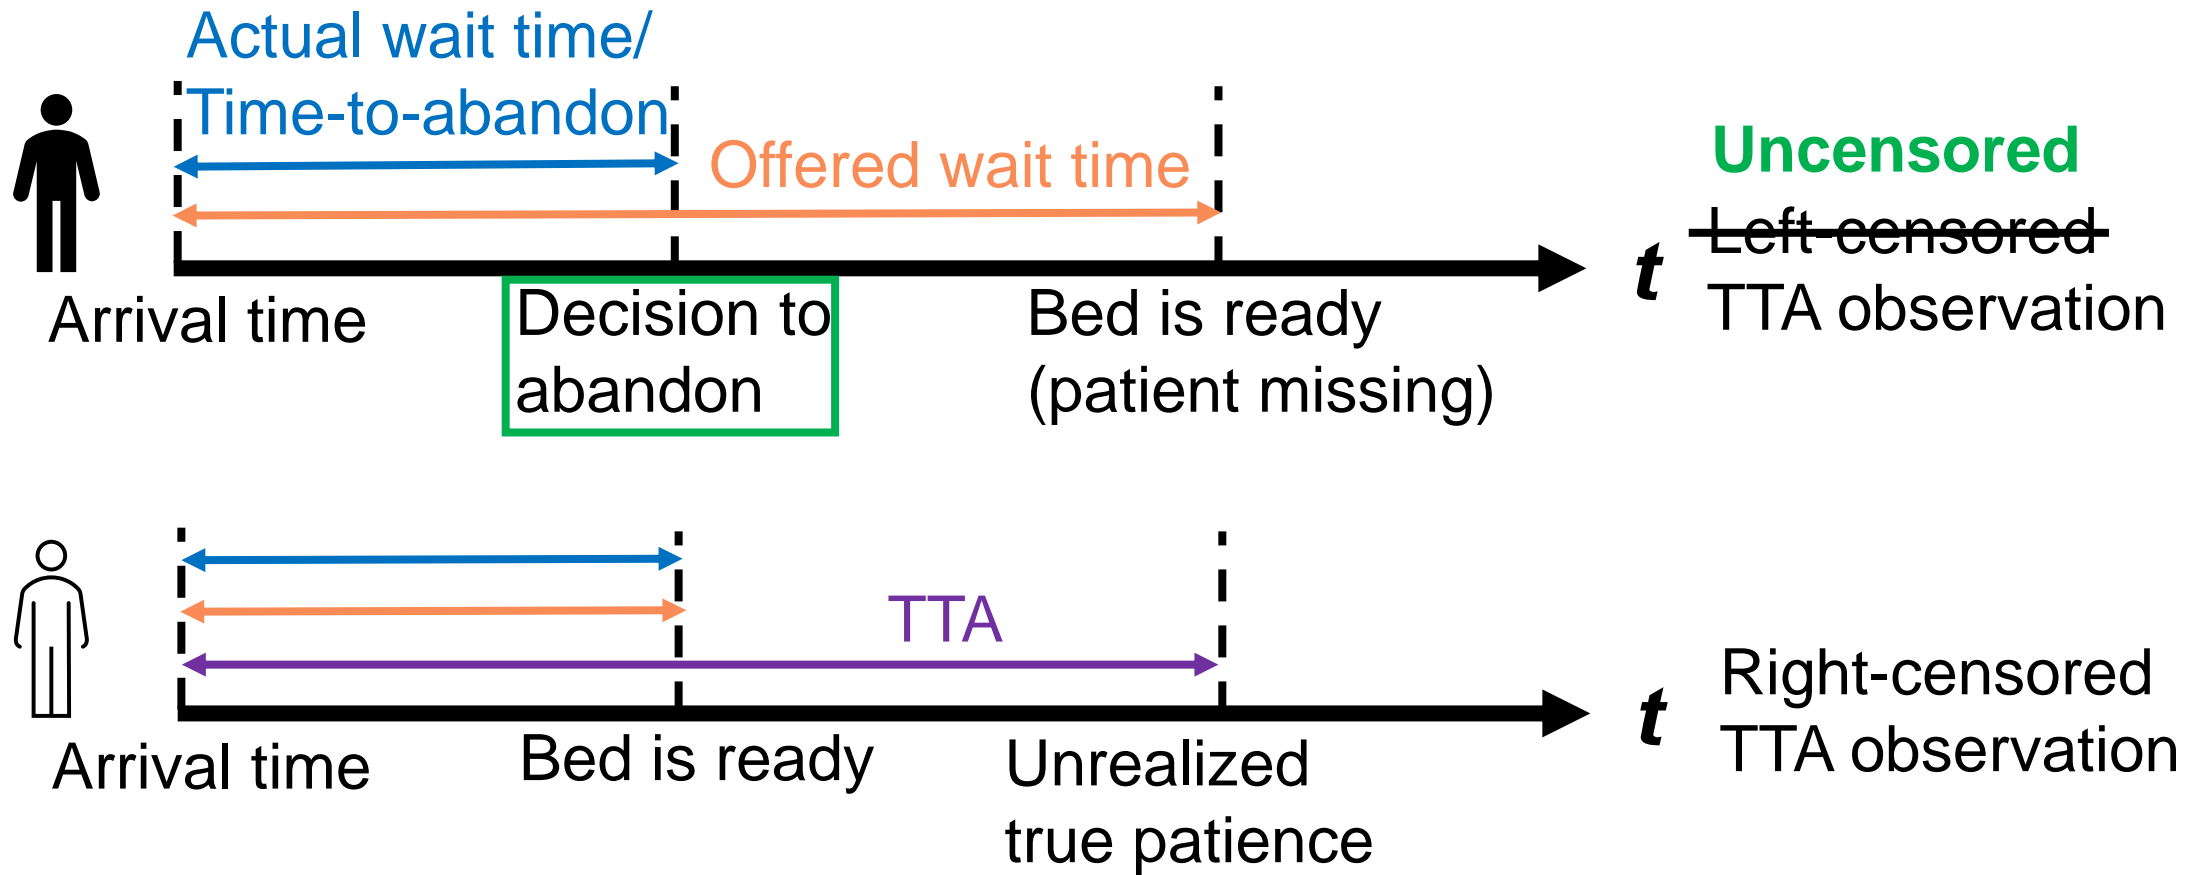 Actual wait time/
Time-to-abandon
Offered wait time
Uncensored
Left-censored
TTA observation
t
Arrival time
Decision to
abandon
Bed is ready
(patient missing)
TTA
Right-censored
TTA observation
t
Arrival time
Bed is ready
Unrealized
true patience